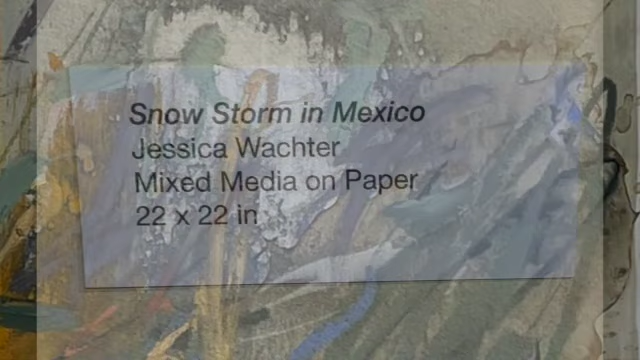 Snow Storm in Mexico
Jessica Wachter
Mixed Media on Paper
22 x 22 in